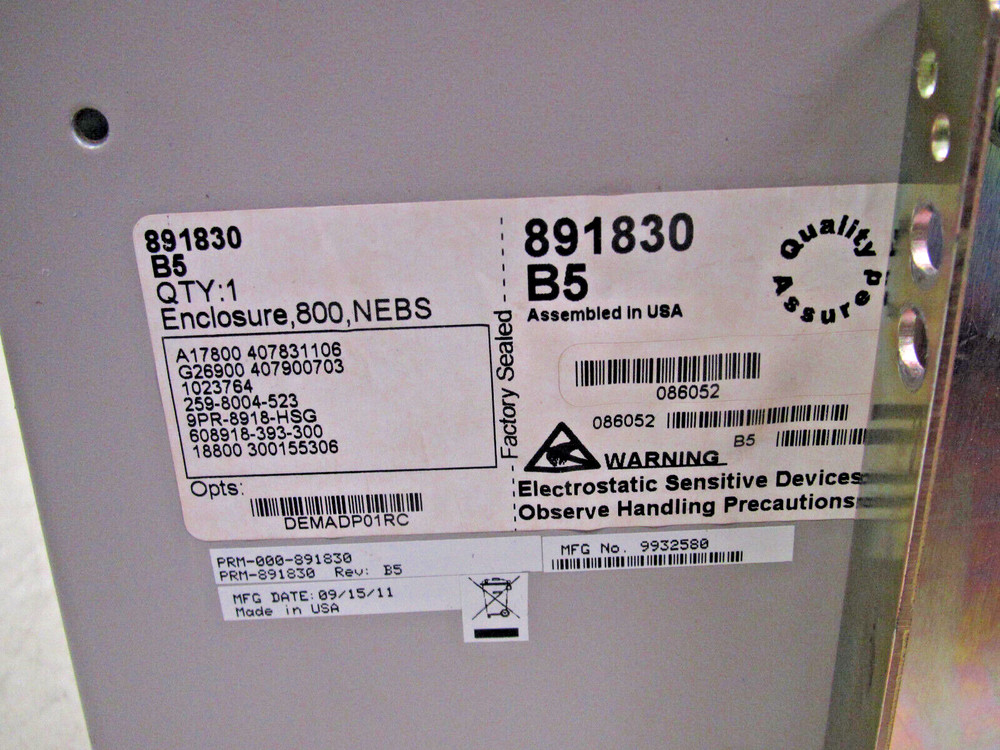 891830
B5
QTY:1
Enclosure,800,NEBS
A17800 407831106
G26900 407900703
1023764
259-8004-523
9PR-8918-HSG
608918-393-300
18800 300155306
Opts:
DEMADP01RC
Factory Sealed
891830
B5
Assembled in USA
Quality
Assured
086052
086052
B5
WARNING
Electrostatic Sensitive Devices
Observe Handling Precautions
PRM-000-891830
PRM-891830 Rev: B5
MFG No. 9932580
MFG DATE:09/15/11
Made in USA